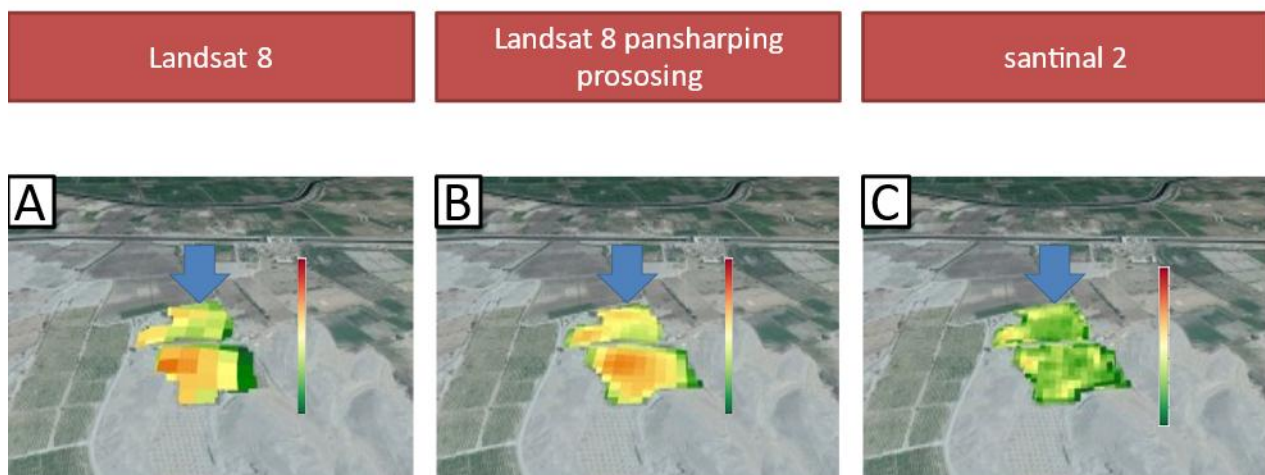 Landsat 8
Landsat 8 pansharping
prososing
santinal 2
A
B
C